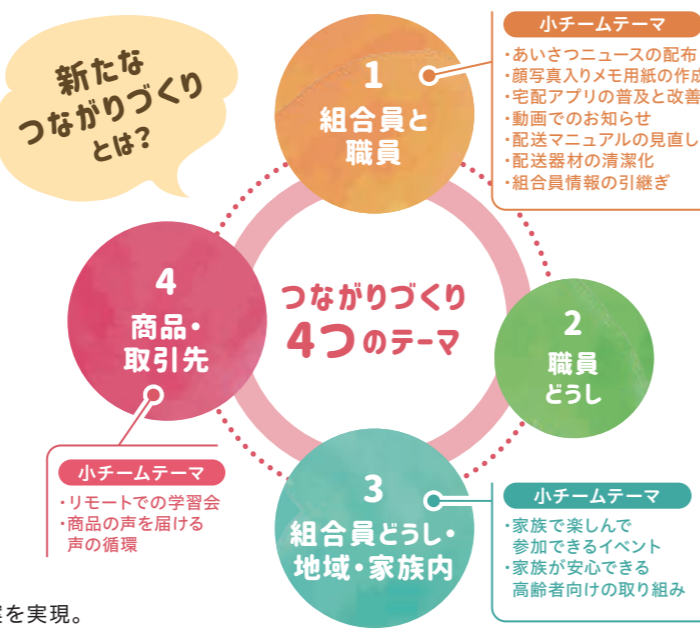 新たな
つながりづくり
とは?
1
組合員と
職員
小チームテーマ
・あいさつニュースの配布
・顔写真入りメモ用紙の作成
・宅配アプリの普及と改善
・動画でのお知らせ
・配送マニュアルの見直し
・配送器材の清潔化
・組合員情報の引継ぎ
つながりづくり
4つのテーマ
2
職員
どうし
3
組合員どうし・
地域・家族内
小チームテーマ
・家族で楽しんで
参加できるイベント
・家族が安心できる
高齢者向けの取り組み
4
商品・
取引先
小チームテーマ
・リモートでの学習会
・商品の声を届ける
声の循環
を実現。